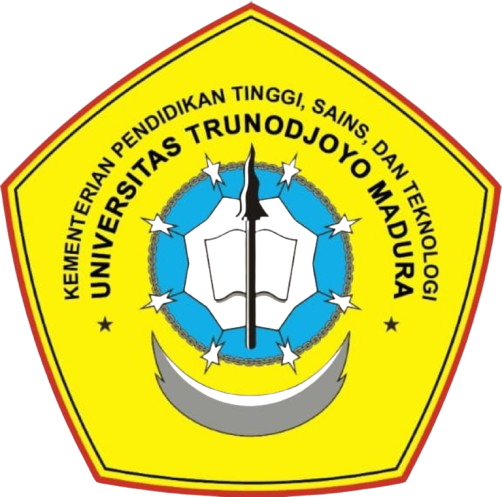 KEMENTERIAN PENDIDIKAN TINGGI, SAINS, DAN TEKNOLOGI
UNIVERSITAS TRUNODJOYO MADURA